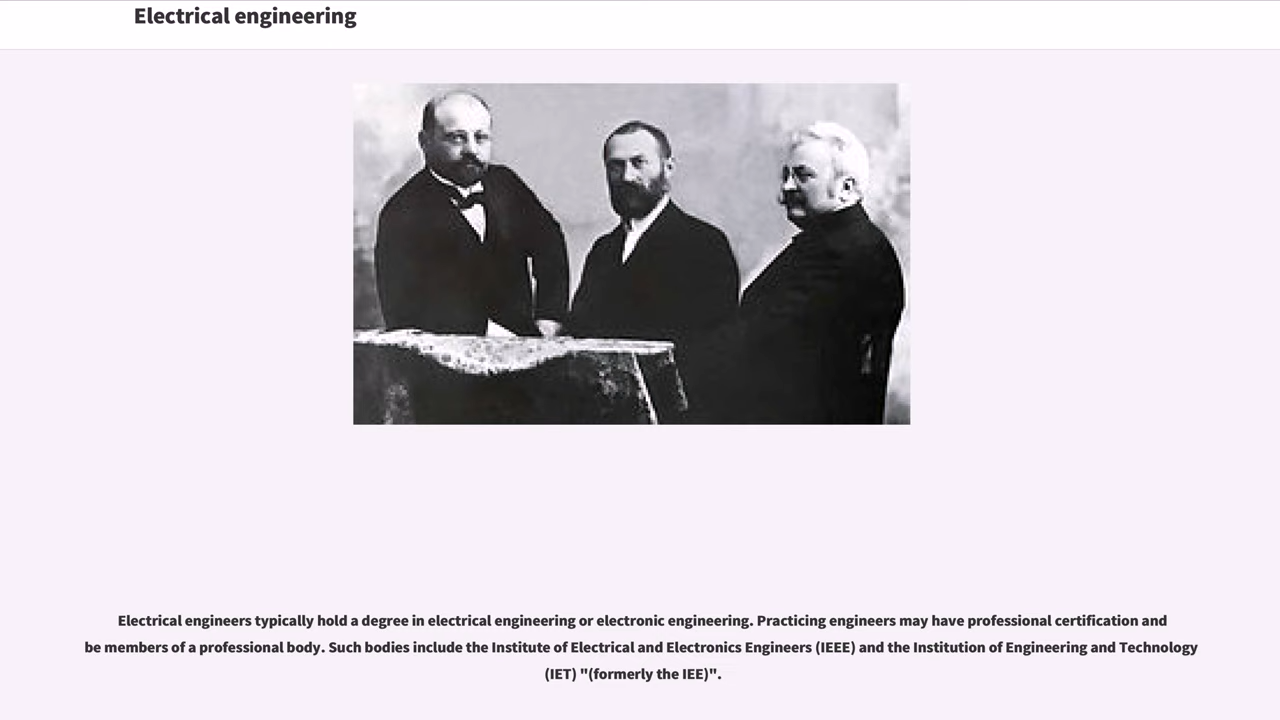 Electrical engineering
Electrical engineers typically hold a degree in electrical engineering or electronic engineering. Practicing engineers may have professional certification and
be members of a professional body. Such bodies include the Institute of Electrical and Electronics Engineers (IEEE) and the Institution of Engineering and Technology
(IET) "(formerly the IEE)".